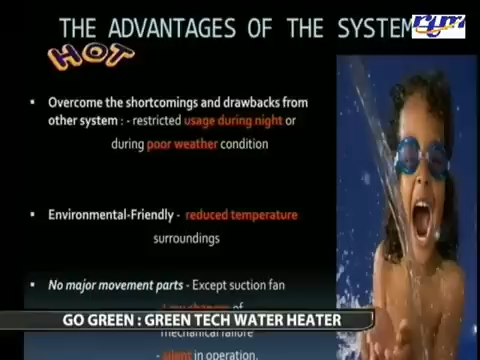 THE ADVANTAGES OF THE SYSTEM
HOT
Overcome the shortcomings and drawbacks from
other system : - restricted usage during night or
during poor weather condition
Environmental-Friendly - reduced temperature
surroundings
No major movement parts - Except suction fan
of
GO GREEN : GREEN TECH WATER HEATER
mechanical failure
- silent in operation.